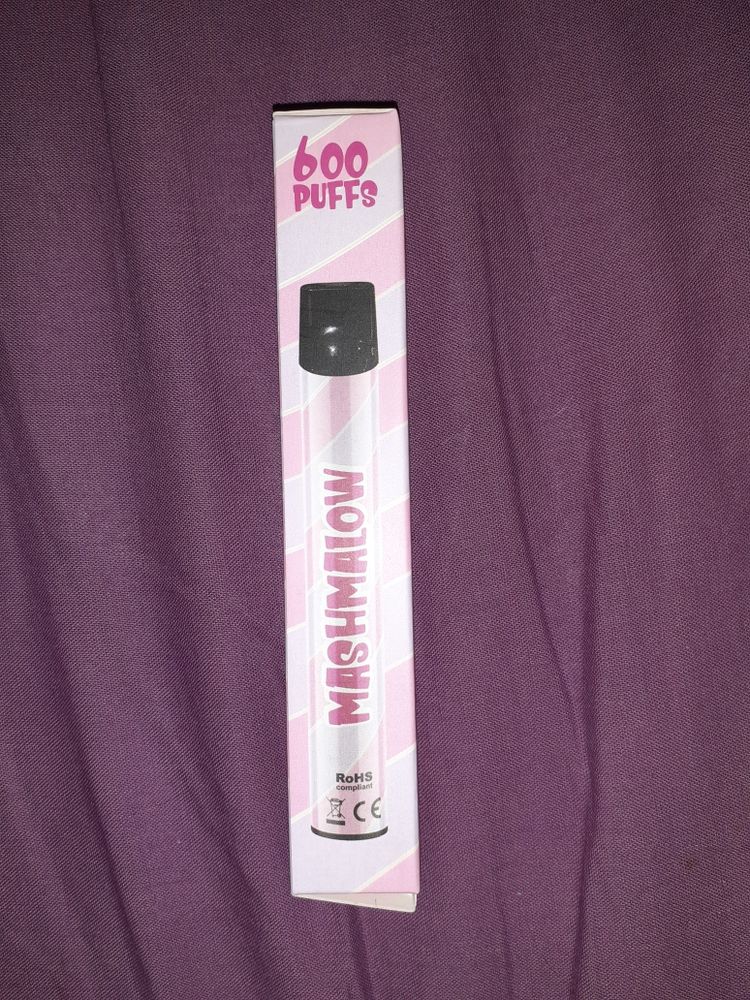 600
PUFFS
MASHMALOW
RoHS
compliant
CE